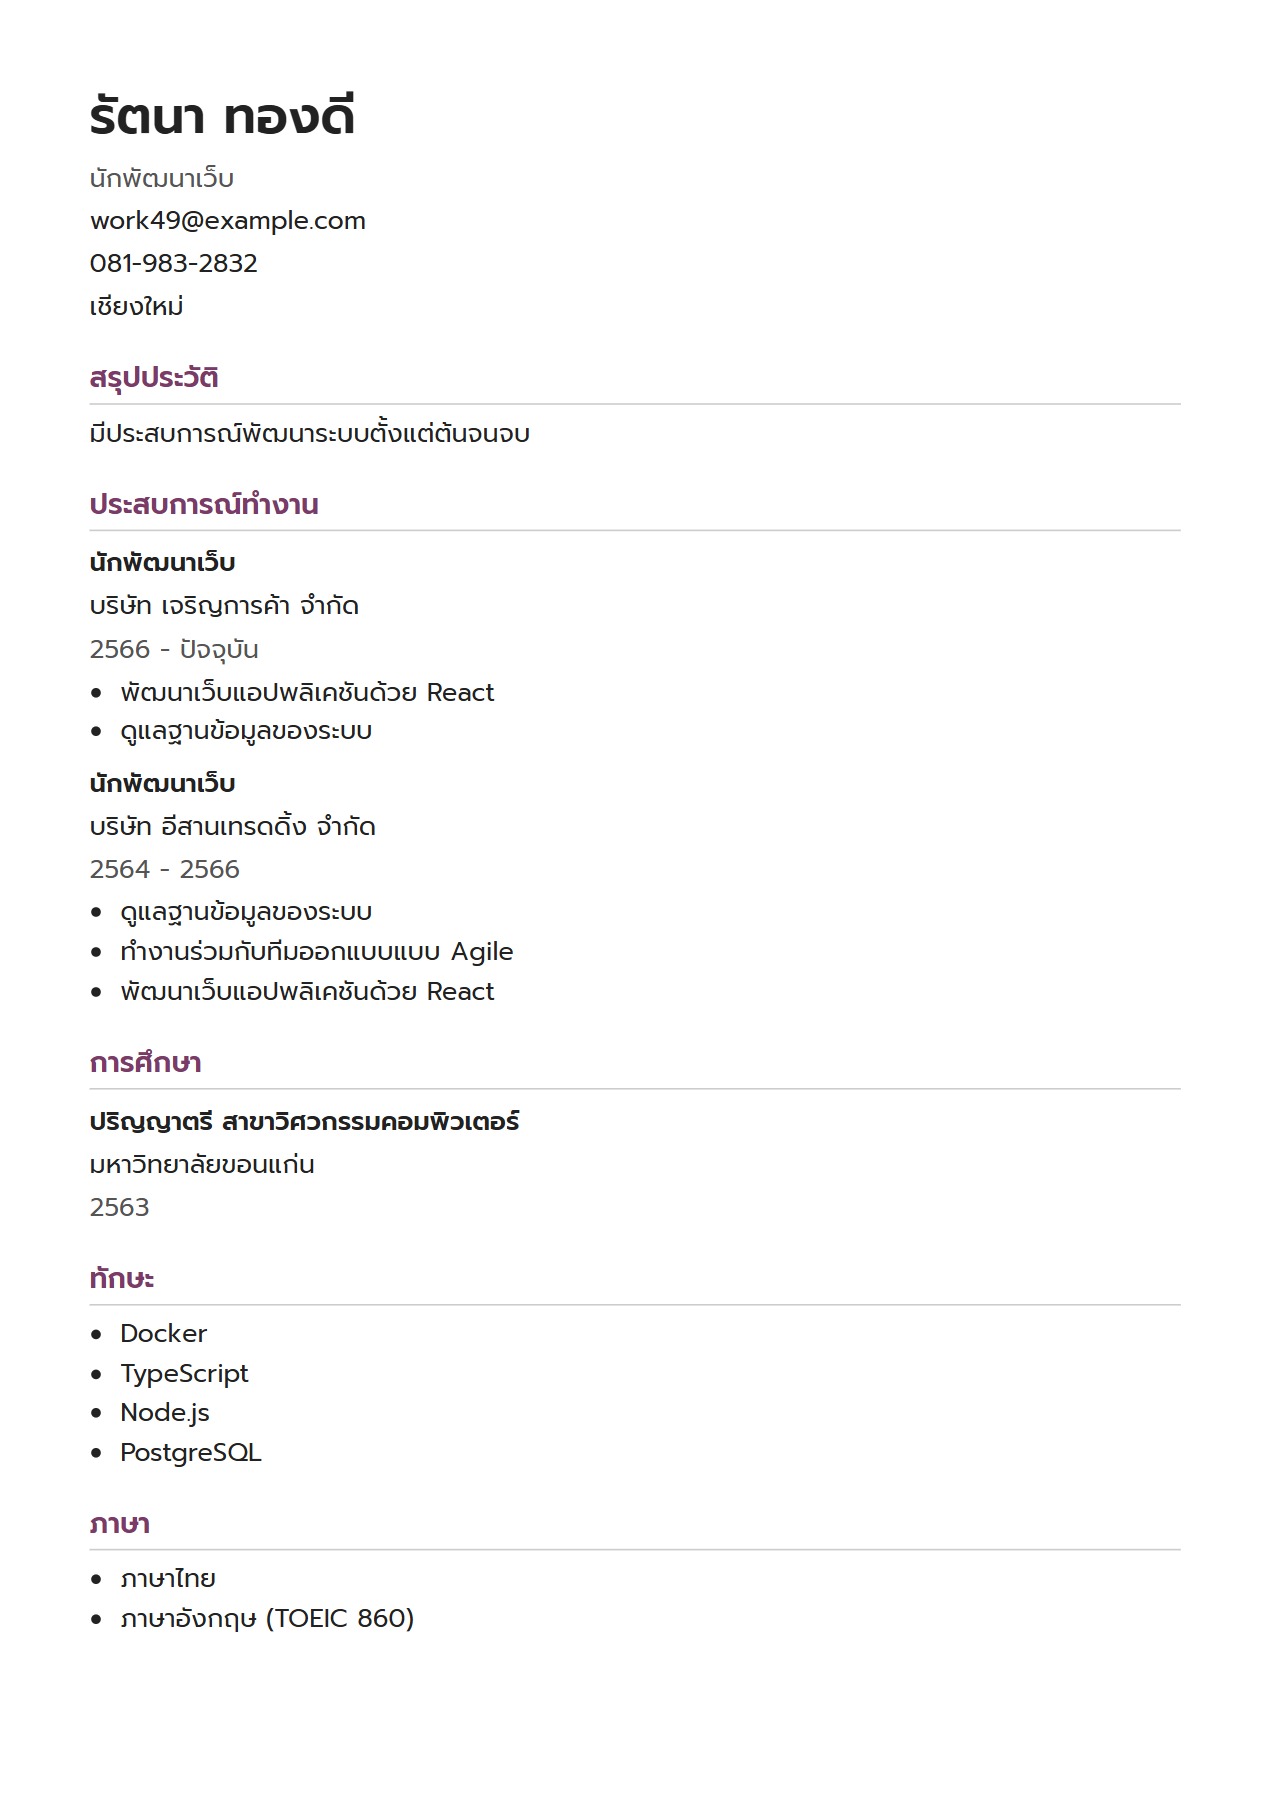 รัตนา ทองดี
นักพัฒนาเว็บ
work49@example.com
081-983-2832
เชียงใหม่
สรุปประวัติ
มีประสบการณ์พัฒนาระบบตั้งแต่ต้นจนจบ
ประสบการณ์ทำงาน
นักพัฒนาเว็บ
บริษัท เจริญการค้า จำกัด
2566 - ปัจจุบัน
• พัฒนาเว็บแอปพลิเคชันด้วย React
• ดูแลฐานข้อมูลของระบบ
นักพัฒนาเว็บ
บริษัท อีสานเทรดดิ้ง จำกัด
2564 - 2566
• ดูแลฐานข้อมูลของระบบ
• ทำงานร่วมกับทีมออกแบบแบบ Agile
• พัฒนาเว็บแอปพลิเคชันด้วย React
การศึกษา
ปริญญาตรี สาขาวิศวกรรมคอมพิวเตอร์
มหาวิทยาลัยขอนแก่น
2563
ทักษะ
• Docker
• TypeScript
• Node.js
• PostgreSQL
ภาษา
• ภาษาไทย
• ภาษาอังกฤษ (TOEIC 860)